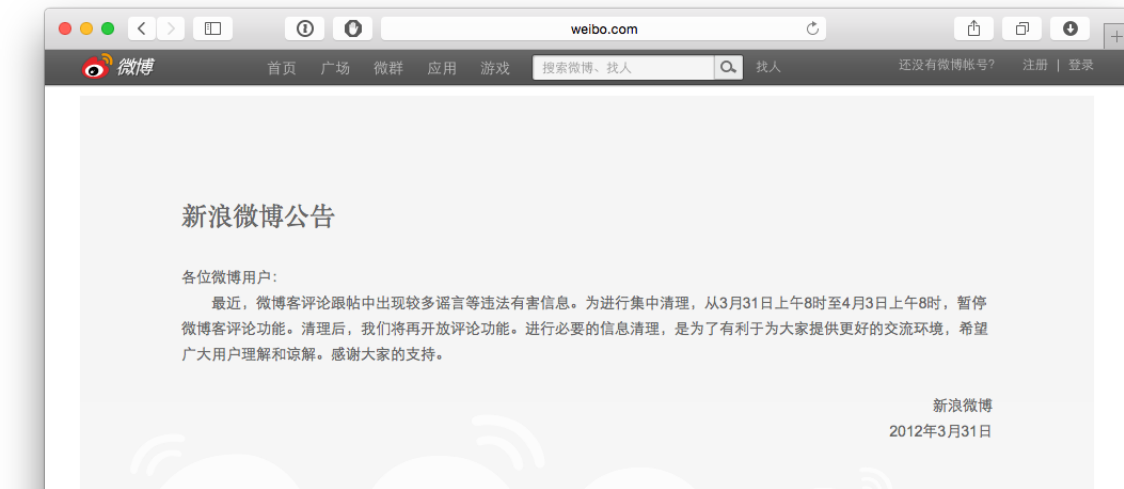 weibo.com
微博 首页 广场 微群 应用 游戏 搜索微博、找人 找人 还没有微博帐号? 注册 | 登录
新浪微博公告
各位微博用户：
最近，微博客评论跟帖中出现较多谣言等违法有害信息。为进行集中清理，从3月31日上午8时至4月3日上午8时，暂停
微博客评论功能。清理后，我们将再开放评论功能。进行必要的信息清理，是为了有利于为大家提供更好的交流环境，希望
广大用户理解和谅解。感谢大家的支持。
新浪微博
2012年3月31日